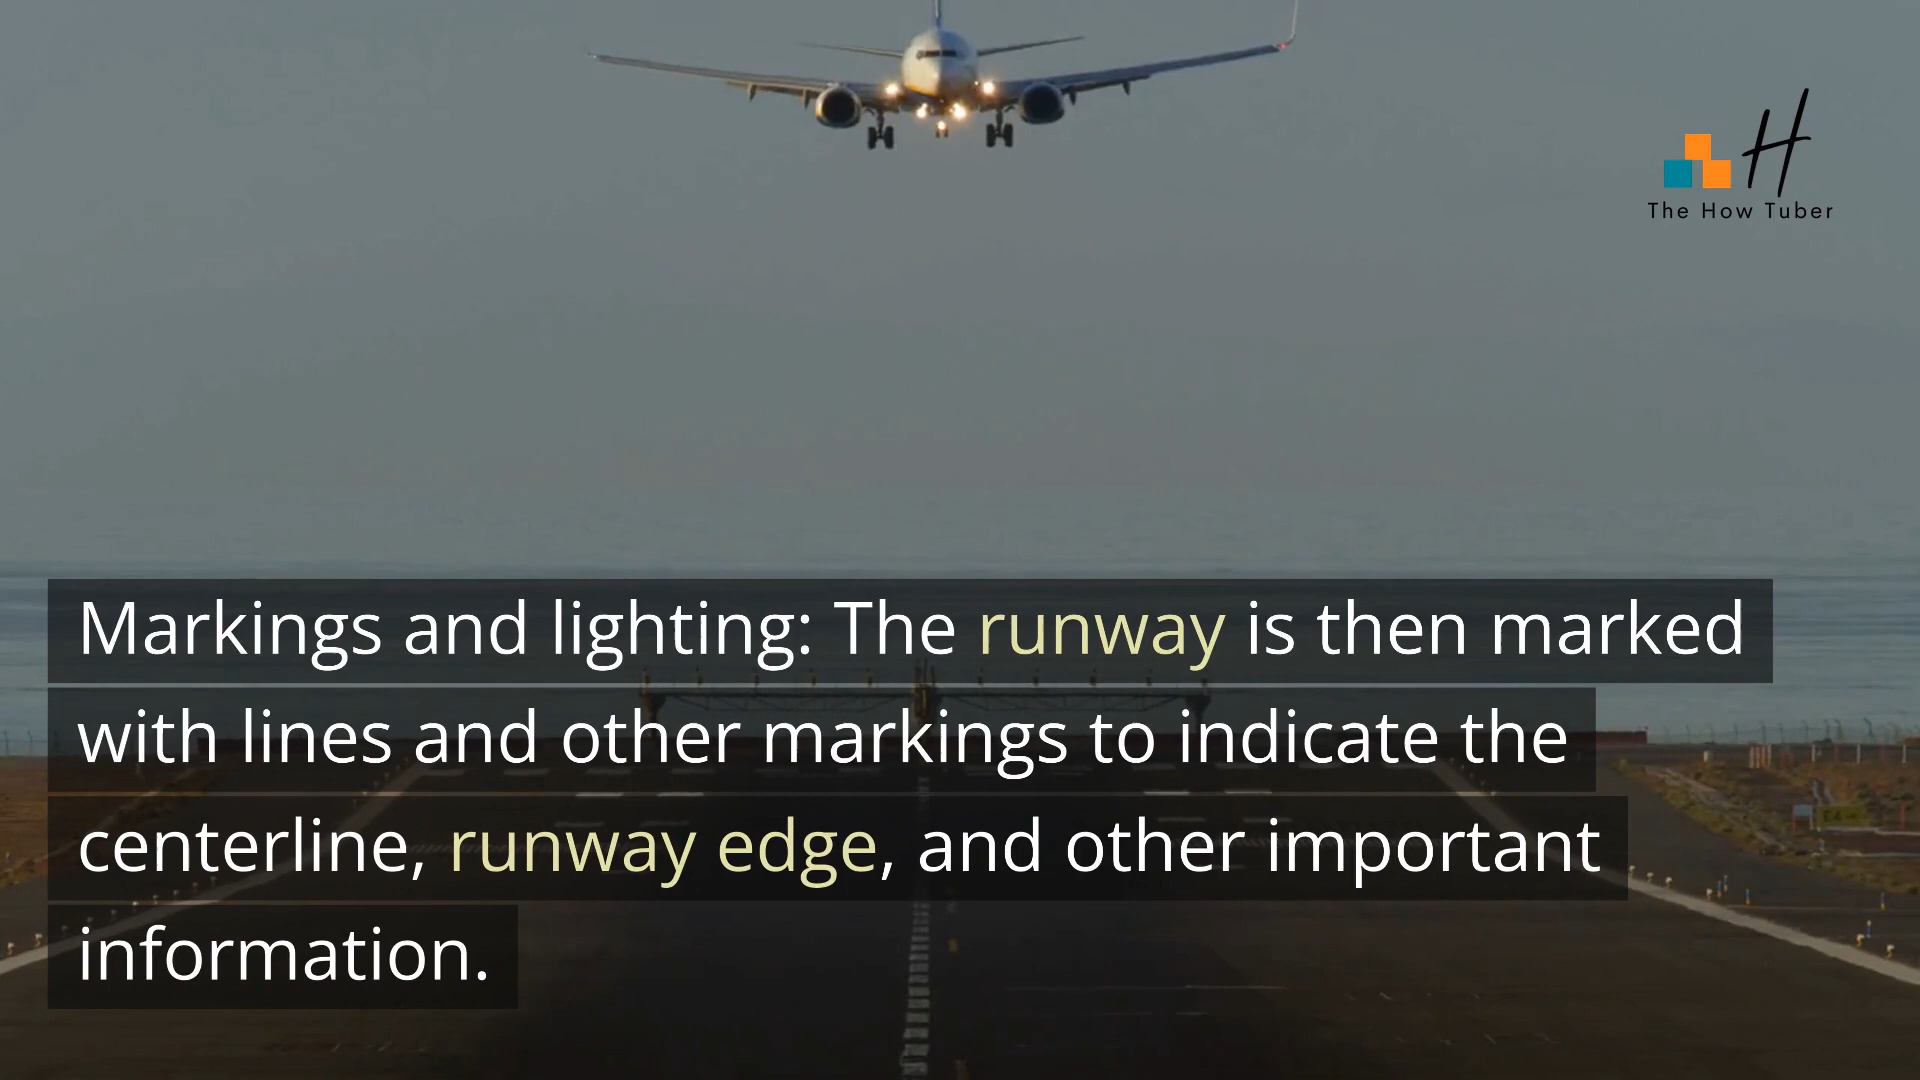 H
The How Tuber
Markings and lighting: The runway is then marked
with lines and other markings to indicate the
centerline, runway edge, and other important
information.